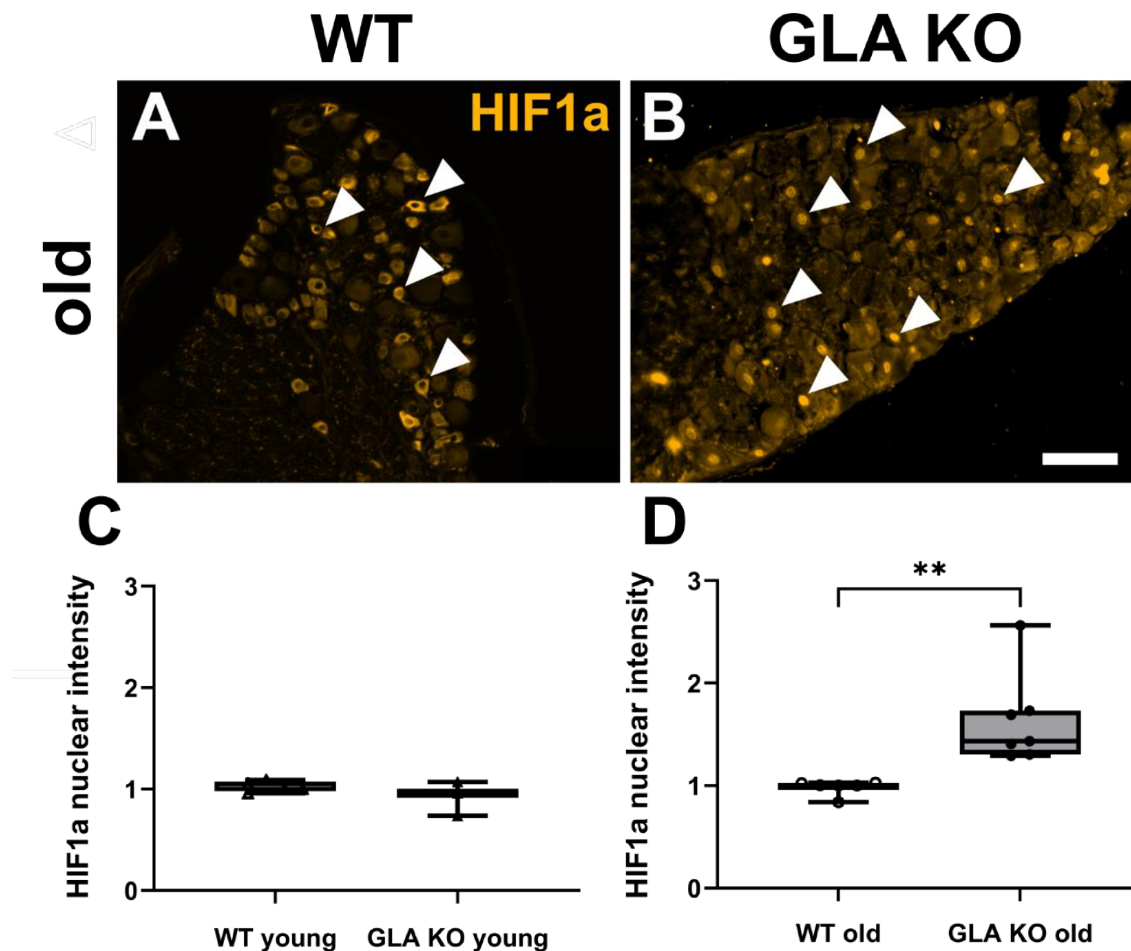 WT GLA KO
old
A HIF1a B
C D
HIF1a nuclear intensity
3
2
1
0
WT young GLA KO young
HIF1a nuclear intensity
**
3
2
1
0
WT old GLA KO old